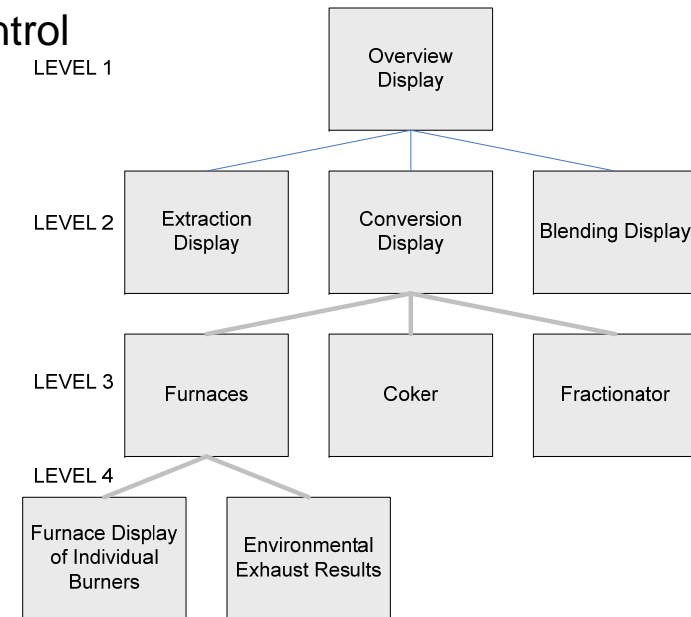 ntrol
LEVEL 1
Overview
Display
LEVEL 2
Extraction
Display
Conversion
Display
Blending Display
LEVEL 3
Furnaces
Coker
Fractionator
LEVEL 4
Furnace Display
of Individual
Burners
Environmental
Exhaust Results